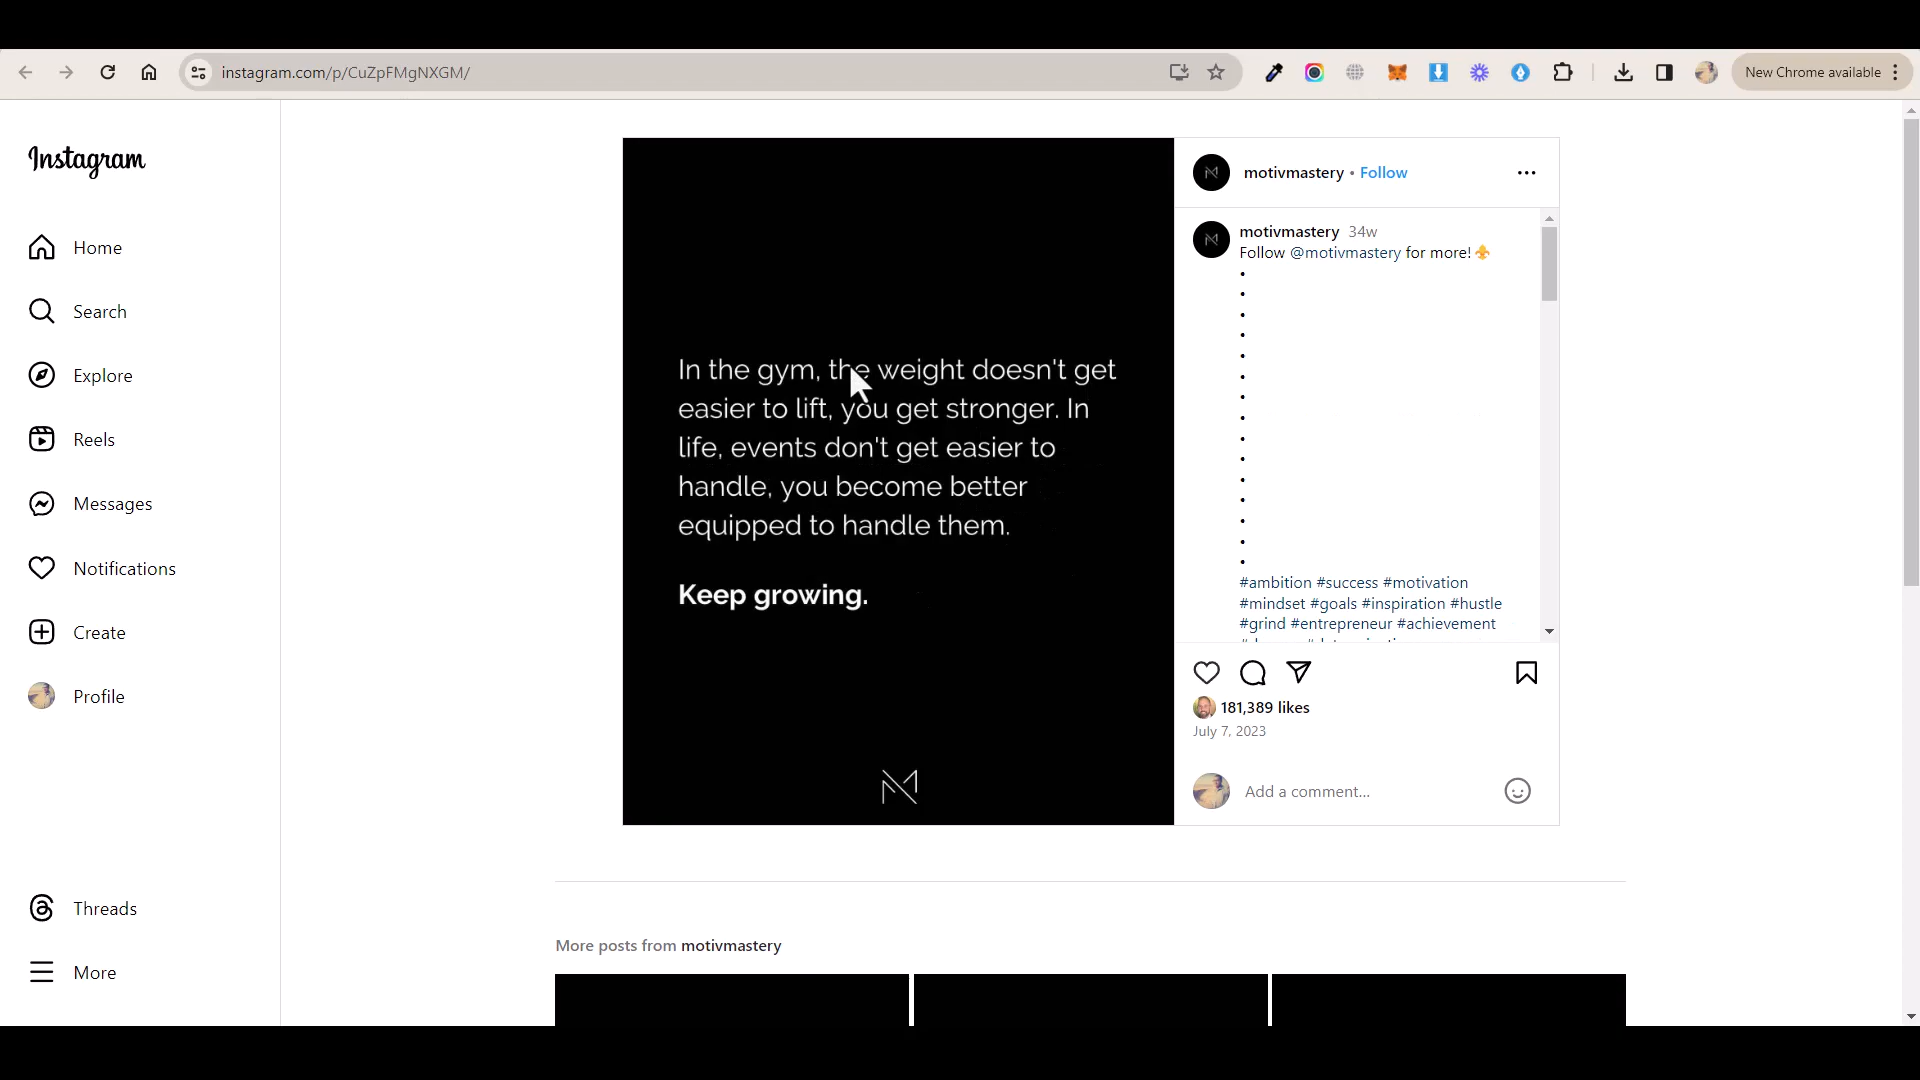 instagram.com/p/CuZpFMgNXGM/
New Chrome available
Instagram
Home
Search
Explore
Reels
Messages
Notifications
Create
Profile
Threads
More
In the gym, the weight doesn't get
easier to lift, you get stronger. In
life, events don't get easier to
handle, you become better
equipped to handle them.
Keep growing.
motivmastery • Follow
motivmastery 34w
Follow @motivmastery for more!
#ambition #success #motivation
#mindset #goals #inspiration #hustle
#grind #entrepreneur #achievement
181,389 likes
July 7, 2023
Add a comment...
More posts from motivmastery